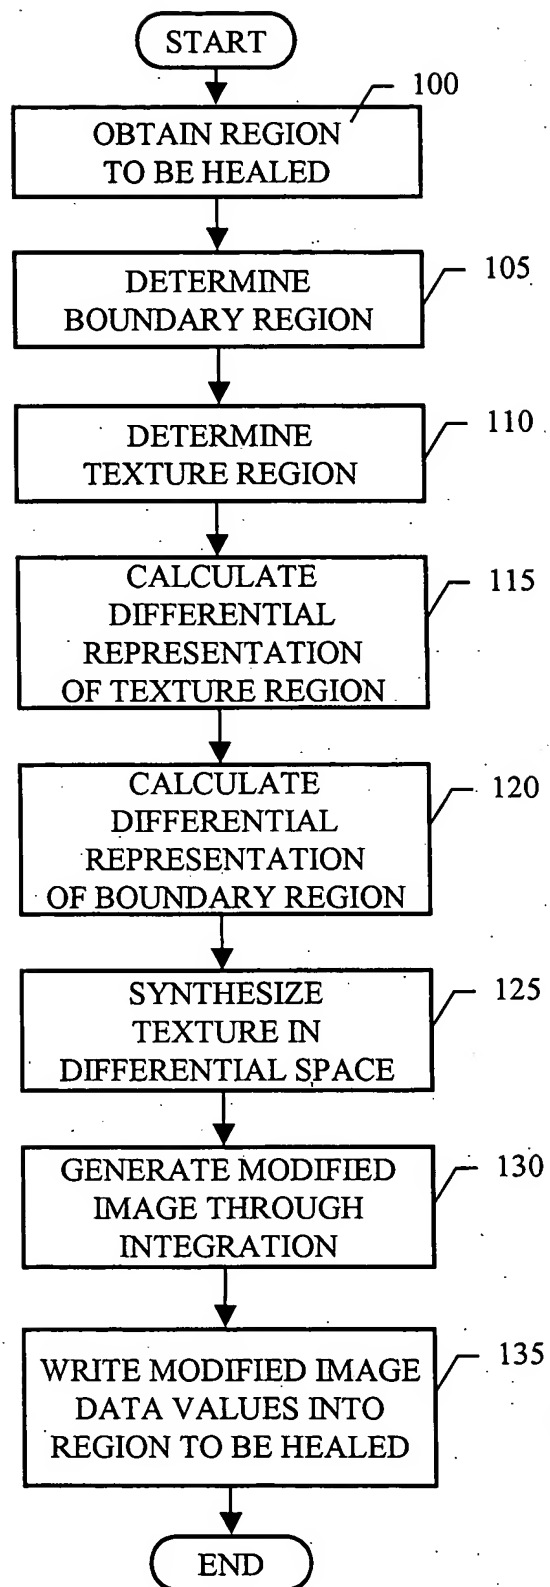 START
100
OBTAIN REGION
TO BE HEALED
105
DETERMINE
BOUNDARY REGION
110
DETERMINE
TEXTURE REGION
115
CALCULATE
DIFFERENTIAL
REPRESENTATION
OF TEXTURE REGION
120
CALCULATE
DIFFERENTIAL
REPRESENTATION
OF BOUNDARY REGION
125
SYNTHESIZE
TEXTURE IN
DIFFERENTIAL SPACE
130
GENERATE MODIFIED
IMAGE THROUGH
INTEGRATION
135
WRITE MODIFIED IMAGE
DATA VALUES INTO
REGION TO BE HEALED
END